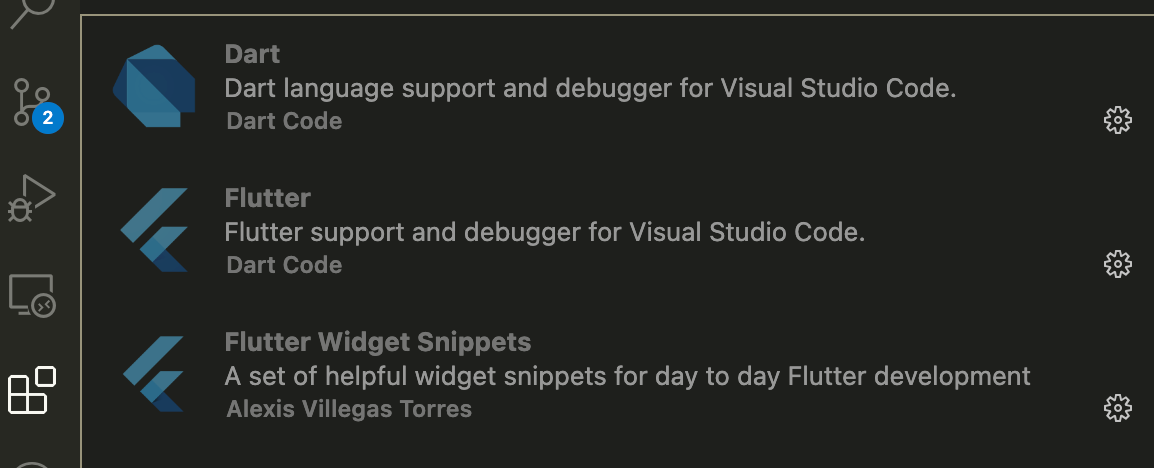 2
Dart
Dart language support and debugger for Visual Studio Code.
Dart Code
Flutter
Flutter support and debugger for Visual Studio Code.
Dart Code
Flutter Widget Snippets
A set of helpful widget snippets for day to day Flutter development
Alexis Villegas Torres